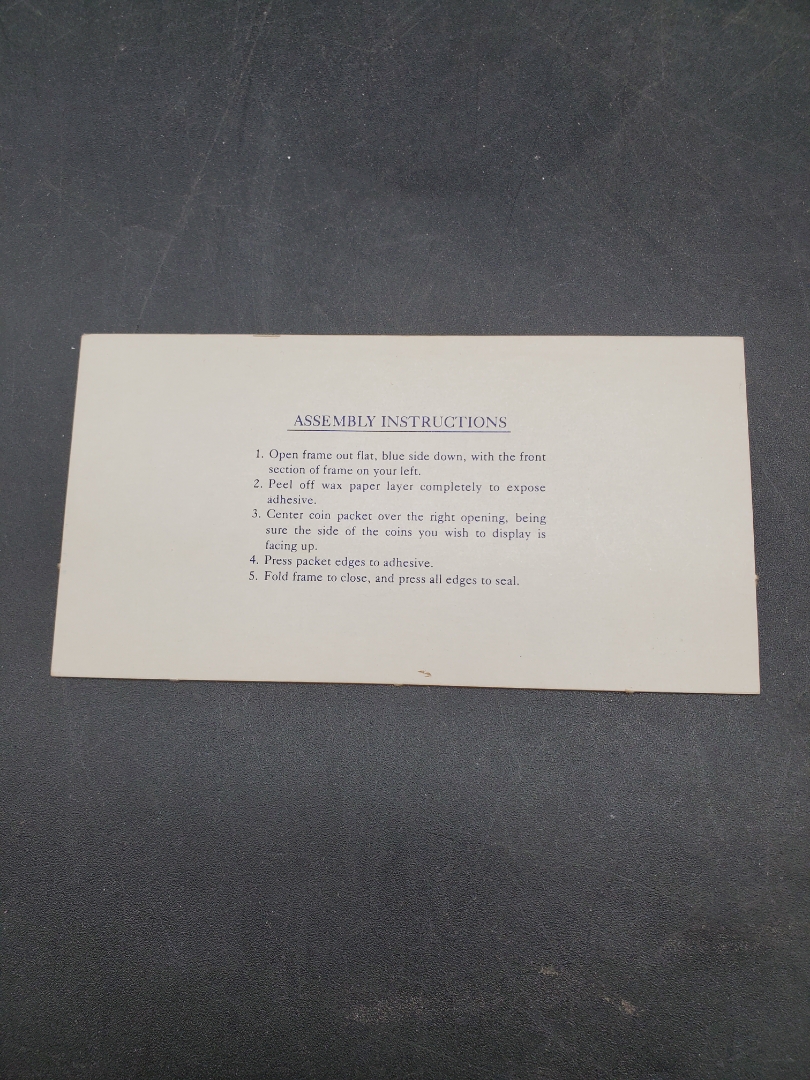 ASSEMBLY INSTRUCTIONS
1. Open frame out flat, blue side down, with the front
section of frame on your left.
2. Peel off wax paper layer completely to expose
adhesive.
3. Center coin packet over the right opening, being
sure the side of the coins you wish to display is
facing up.
4. Press packet edges to adhesive.
5. Fold frame to close, and press all edges to seal.